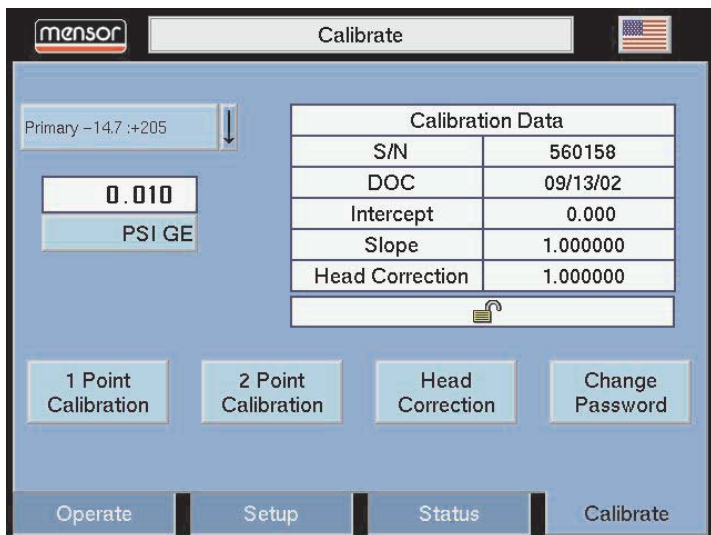 mensor
Calibrate
Primary –14.7 :+205
0.010
PSI GE
Calibration Data
S/N 560158
DOC 09/13/02
Intercept 0.000
Slope 1.000000
Head Correction 1.000000
1 Point
Calibration
2 Point
Calibration
Head
Correction
Change
Password
Operate Setup Status Calibrate